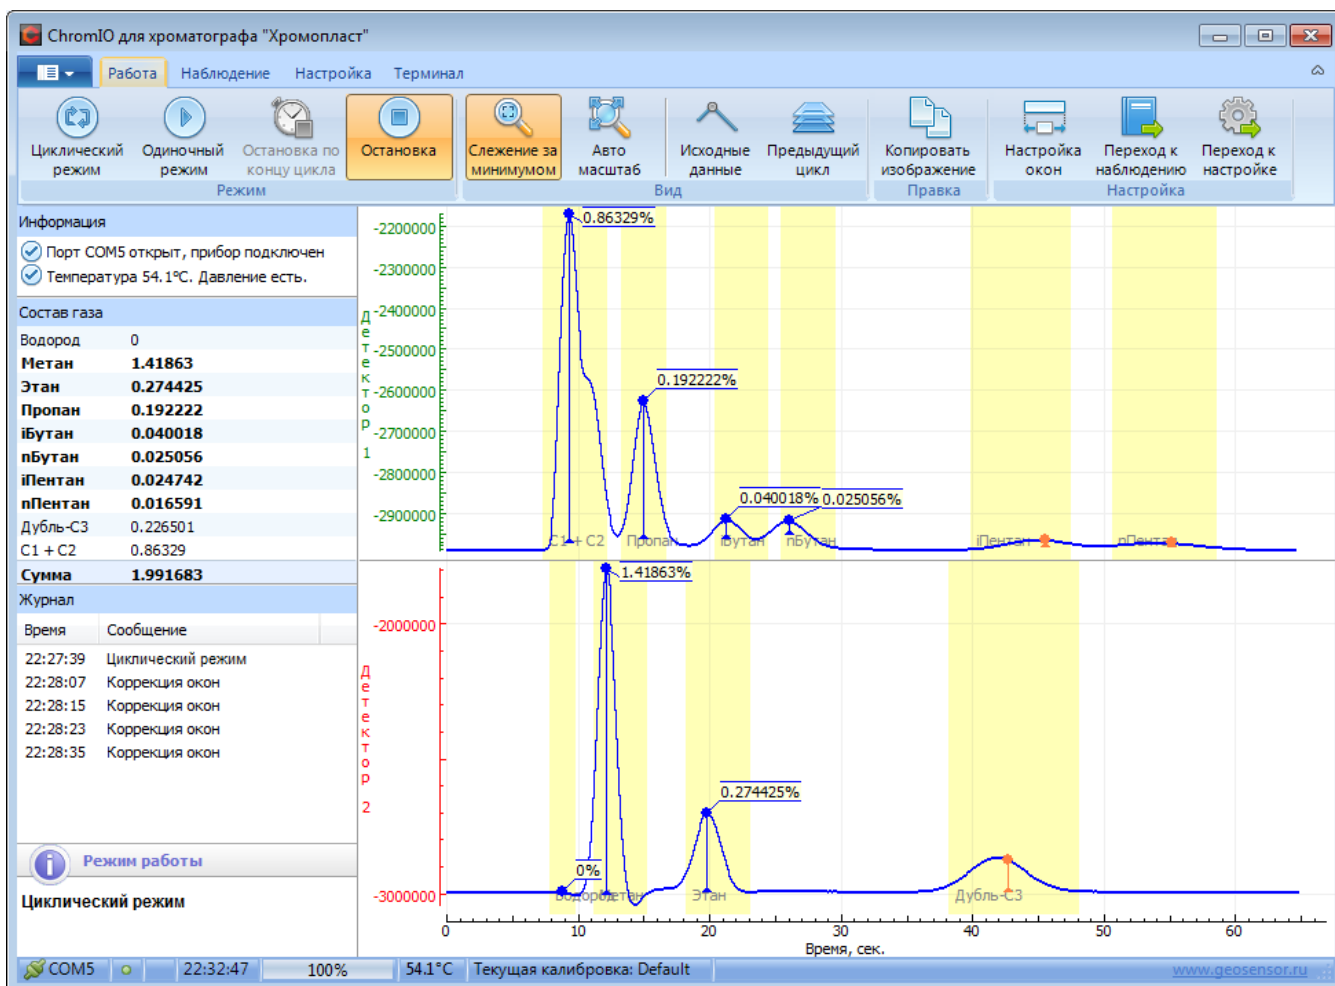 ChromIO для хроматографа "Хромопласт"
Работа Наблюдение Настройка Терминал
Циклический режим
Одиночный режим
Остановка по концу цикла
Остановка
Слежение за минимумом
Авто масштаб
Исходные данные
Предыдущий цикл
Копировать изображение
Настройка окон
Переход к наблюдению
Переход к настройке
Режим Вид Правка Настройка
Информация
Порт COM5 открыт, прибор подключен
Температура 54.1°C. Давление есть.
Состав газа
Водород 0
Метан 1.41863
Этан 0.274425
Пропан 0.192222
iБутан 0.040018
nБутан 0.025056
iПентан 0.024742
nПентан 0.016591
Дубль-C3 0.226501
C1 + C2 0.86329
Сумма 1.991683
Журнал
Время Сообщение
22:27:39 Циклический режим
22:28:07 Коррекция окон
22:28:15 Коррекция окон
22:28:23 Коррекция окон
22:28:35 Коррекция окон
Режим работы
Циклический режим
Детектор 1
-2200000
-2300000
-2400000
-2500000
-2600000
-2700000
-2800000
-2900000
0.86329%
0.192222%
0.040018% 0.025056%
C1 + C2 Пропан iБутан nБутан iПентан nПентан
Детектор 2
-2000000
-3000000
1.41863%
0.274425%
0%
Водород Метан Этан Дубль-C3
0 10 20 30 40 50 60
Время, сек.
COM5 22:32:47 100% 54.1°C Текущая калибровка: Default www.geosensor.ru